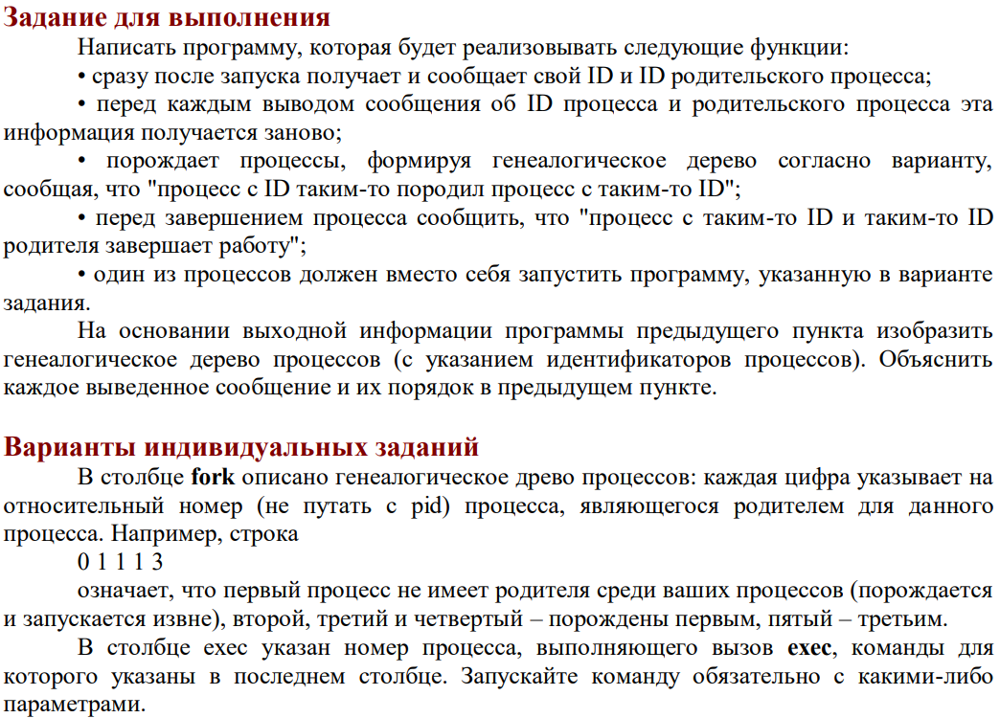 Задание для выполнения
Написать программу, которая будет реализовывать следующие функции:
• сразу после запуска получает и сообщает свой ID и ID родительского процесса;
• перед каждым выводом сообщения об ID процесса и родительского процесса эта
информация получается заново;
• порождает процессы, формируя генеалогическое дерево согласно варианту,
сообщая, что "процесс с ID таким-то породил процесс с таким-то ID";
• перед завершением процесса сообщить, что "процесс с таким-то ID и таким-то ID
родителя завершает работу";
• один из процессов должен вместо себя запустить программу, указанную в варианте
задания.
На основании выходной информации программы предыдущего пункта изобразить
генеалогическое дерево процессов (с указанием идентификаторов процессов). Объяснить
каждое выведенное сообщение и их порядок в предыдущем пункте.
Варианты индивидуальных заданий
В столбце fork описано генеалогическое древо процессов: каждая цифра указывает на
относительный номер (не путать с pid) процесса, являющегося родителем для данного
процесса. Например, строка
0 1 1 1 3
означает, что первый процесс не имеет родителя среди ваших процессов (порождается
и запускается извне), второй, третий и четвертый – порождены первым, пятый – третьим.
В столбце exec указан номер процесса, выполняющего вызов exec, команды для
которого указаны в последнем столбце. Запускайте команду обязательно с какими-либо
параметрами.